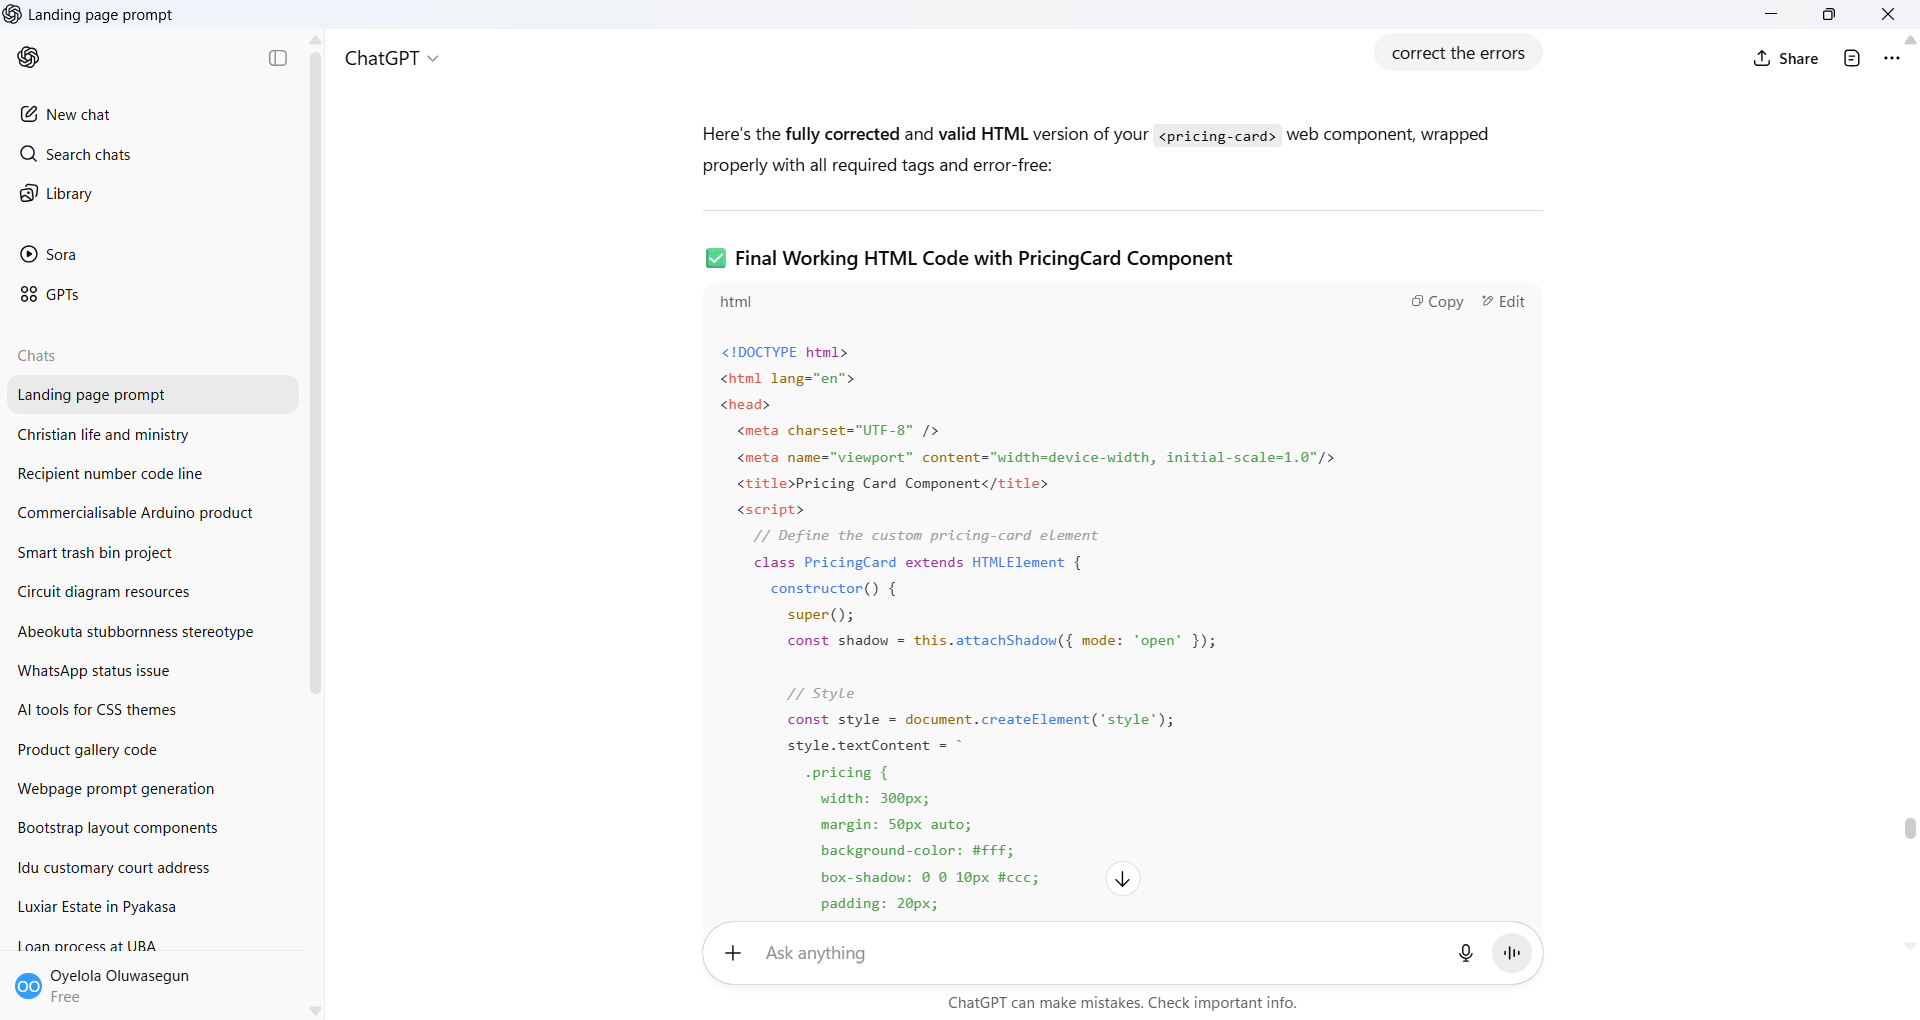 Landing page prompt
New chat
Search chats
Library
Sora
GPTs
Chats
Landing page prompt
Christian life and ministry
Recipient number code line
Commercialisable Arduino product
Smart trash bin project
Circuit diagram resources
Abeokuta stubbornness stereotype
WhatsApp status issue
AI tools for CSS themes
Product gallery code
Webpage prompt generation
Bootstrap layout components
Idu customary court address
Luxiar Estate in Pyakasa
Loan process at UBA
OO
Oyelola Oluwasegun
Free
ChatGPT
Share
correct the errors
Here's the fully corrected and valid HTML version of your <pricing-card> web component, wrapped
properly with all required tags and error-free:
Final Working HTML Code with PricingCard Component
html
Copy
Edit
<!DOCTYPE html>
<html lang="en">
<head>
  <meta charset="UTF-8" />
  <meta name="viewport" content="width=device-width, initial-scale=1.0"/>
  <title>Pricing Card Component</title>
  <script>
    // Define the custom pricing-card element
    class PricingCard extends HTMLElement {
      constructor() {
        super();
        const shadow = this.attachShadow({ mode: 'open' });
        // Style
        const style = document.createElement('style');
        style.textContent = `
          .pricing {
            width: 300px;
            margin: 50px auto;
            background-color: #fff;
            box-shadow: 0 0 10px #ccc;
            padding: 20px;
Ask anything
ChatGPT can make mistakes. Check important info.